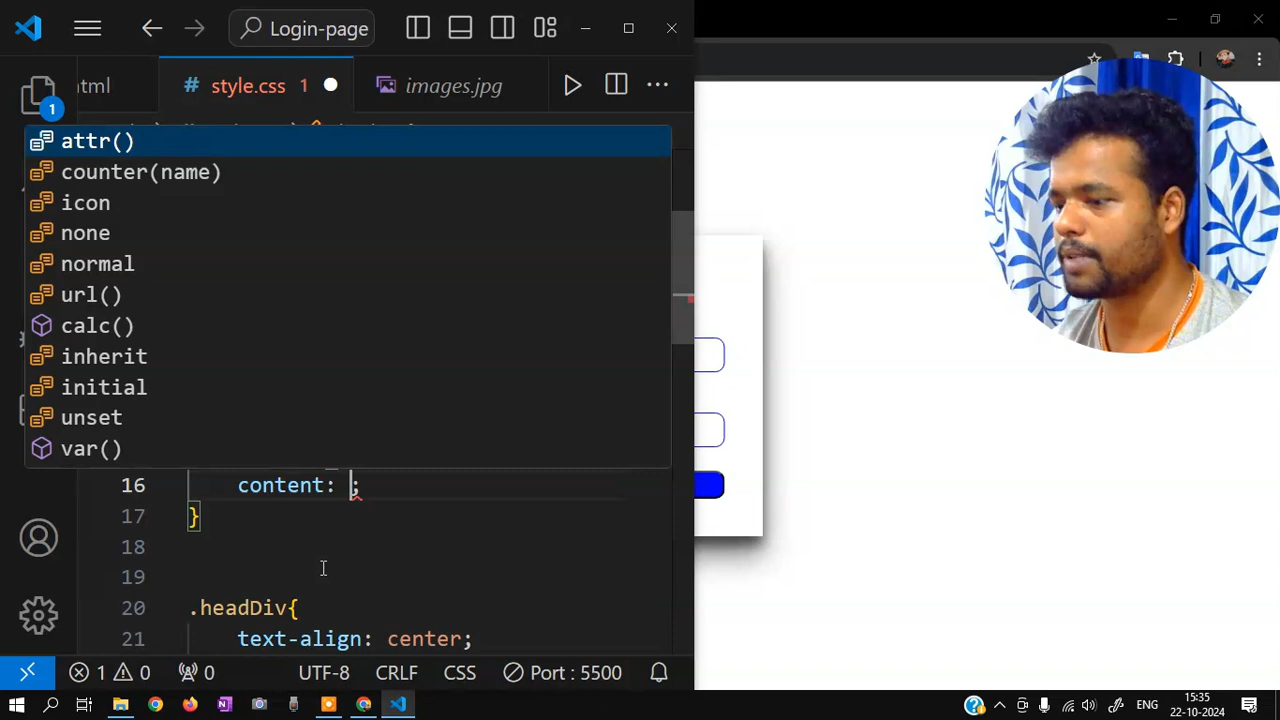 Login-page
html
# style.css 1
images.jpg
1
attr()
counter(name)
icon
none
normal
url()
calc()
inherit
initial
unset
var()
16 content: ;
17 }
18
19
20 .headDiv{
21 text-align: center;
1 0 0 UTF-8 CRLF CSS Port : 5500
ENG
15:35
22-10-2024